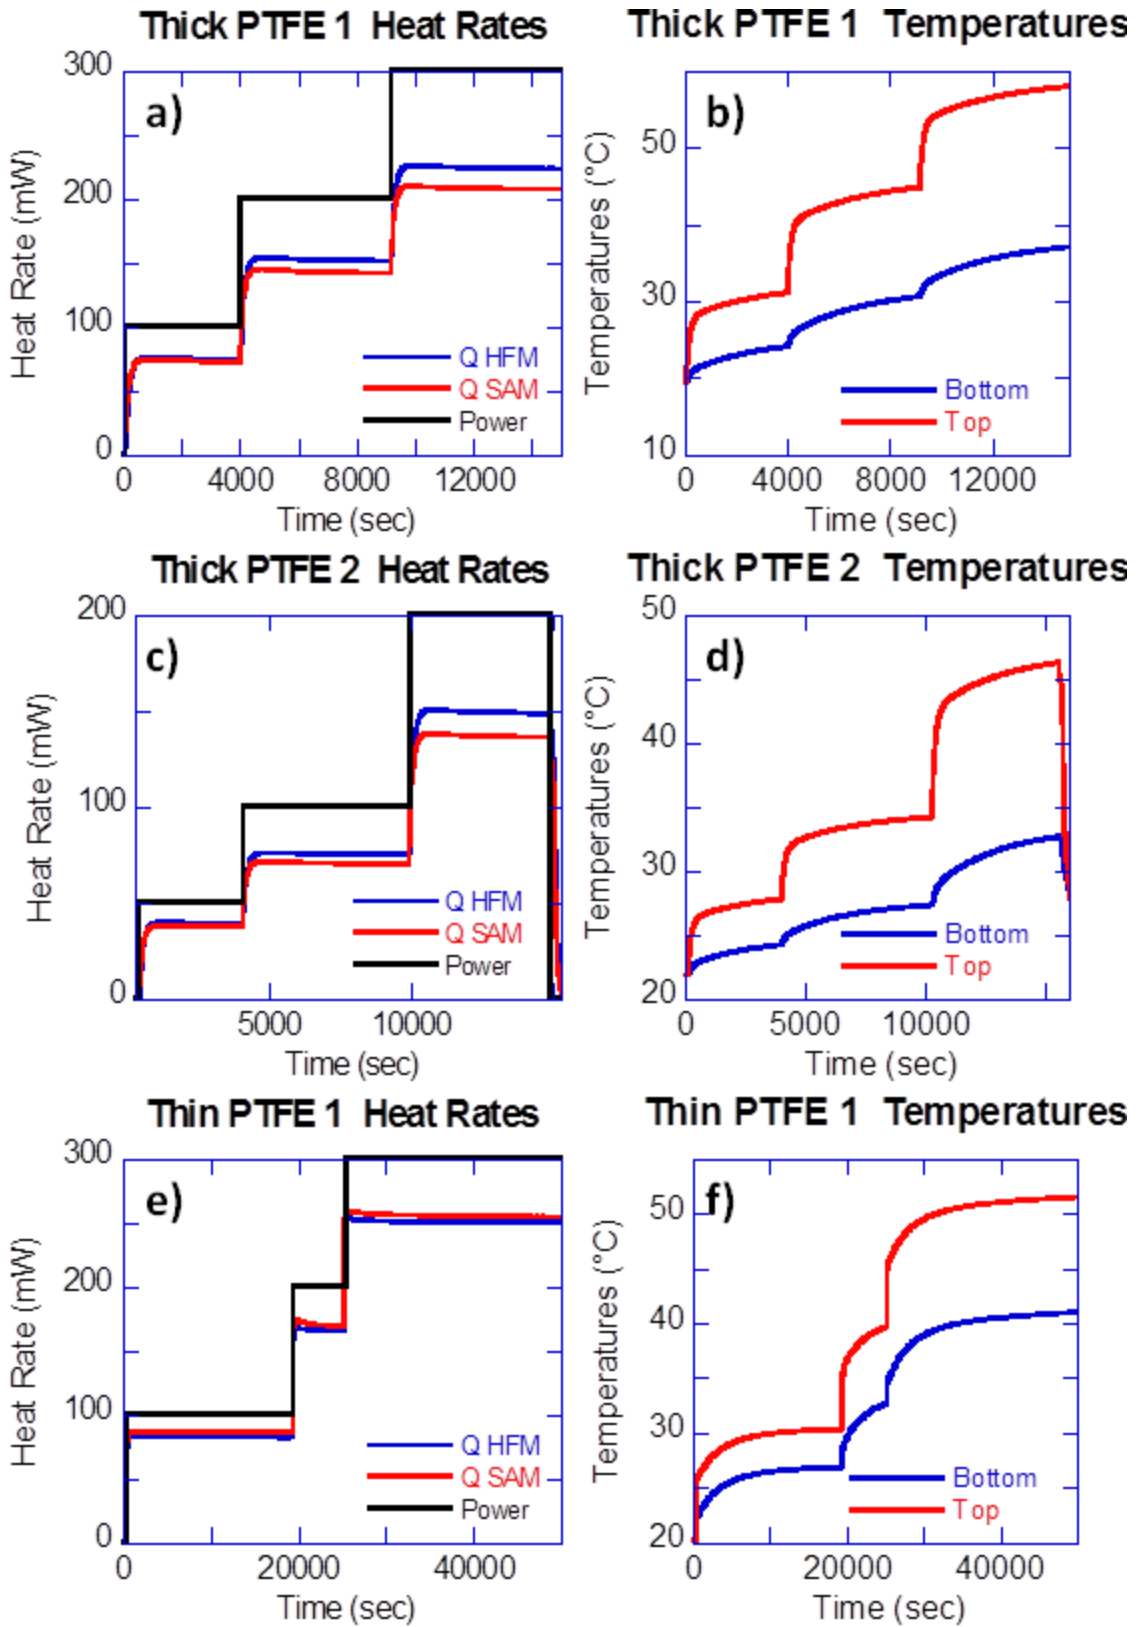 Thick PTFE 1 Heat Rates
a)
Heat Rate (mW)
300
200
100
0
Q HFM
Q SAM
Power
0 4000 8000 12000
Time (sec)
Thick PTFE 1 Temperatures
b)
Temperatures (°C)
50
30
10
Bottom
Top
0 4000 8000 12000
Time (sec)
Thick PTFE 2 Heat Rates
c)
Heat Rate (mW)
200
100
0
Q HFM
Q SAM
Power
5000 10000
Time (sec)
Thick PTFE 2 Temperatures
d)
Temperatures (°C)
50
40
30
20
Bottom
Top
0 5000 10000
Time (sec)
Thin PTFE 1 Heat Rates
e)
Heat Rate (mW)
300
200
100
0
Q HFM
Q SAM
Power
0 20000 40000
Time (sec)
Thin PTFE 1 Temperatures
f)
Temperatures (°C)
50
40
30
20
Bottom
Top
0 20000 40000
Time (sec)